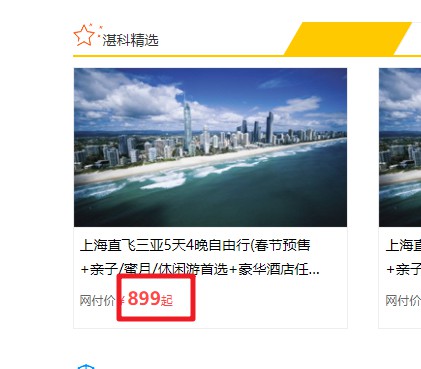 湛科精选
上海直飞三亚5天4晚自由行(春节预售
+亲子/蜜月/休闲游首选+豪华酒店任...
网付价¥899起
上海直
+亲子
网付价